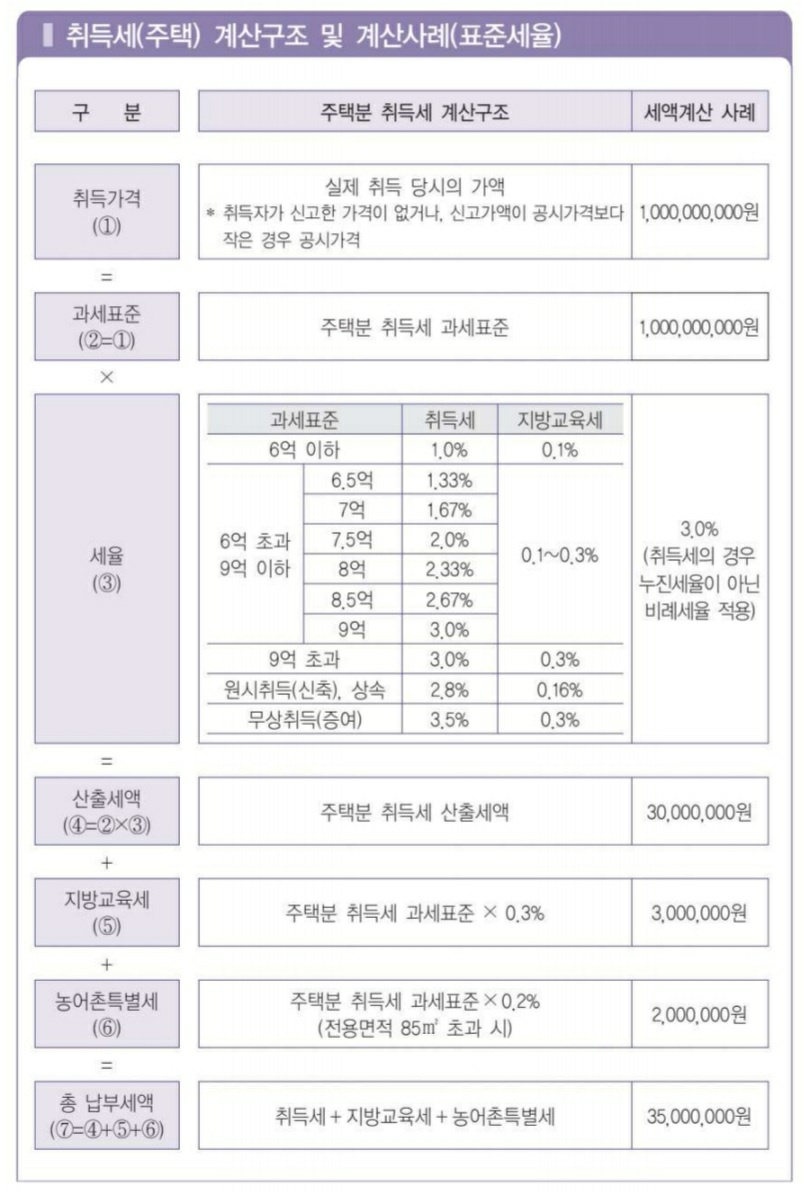 취득세(주택) 계산구조 및 계산사례(표준세율)
구 분 주택분 취득세 계산구조 세액계산 사례
취득가격
(①)
실제 취득 당시의 가액
* 취득자가 신고한 가격이 없거나, 신고가액이 공시가격보다
작은 경우 공시가격
1,000,000,000원
=
과세표준
(②=①)
주택분 취득세 과세표준
1,000,000,000원
×
세율
(③)
과세표준 취득세 지방교육세
6억 이하 1.0% 0.1%
6억 초과
9억 이하
6.5억 1.33%
7억 1.67%
7.5억 2.0%
8억 2.33%
8.5억 2.67%
9억 3.0%
0.1~0.3%
9억 초과 3.0% 0.3%
원시취득(신축), 상속 2.8% 0.16%
무상취득(증여) 3.5% 0.3%
3.0%
(취득세의 경우
누진세율이 아닌
비례세율 적용)
=
산출세액
(④=②×③)
주택분 취득세 산출세액
30,000,000원
+
지방교육세
(⑤)
주택분 취득세 과세표준 × 0.3%
3,000,000원
+
농어촌특별세
(⑥)
주택분 취득세 과세표준×0.2%
(전용면적 85㎡ 초과 시)
2,000,000원
=
총 납부세액
(⑦=④+⑤+⑥)
취득세+지방교육세+농어촌특별세
35,000,000원